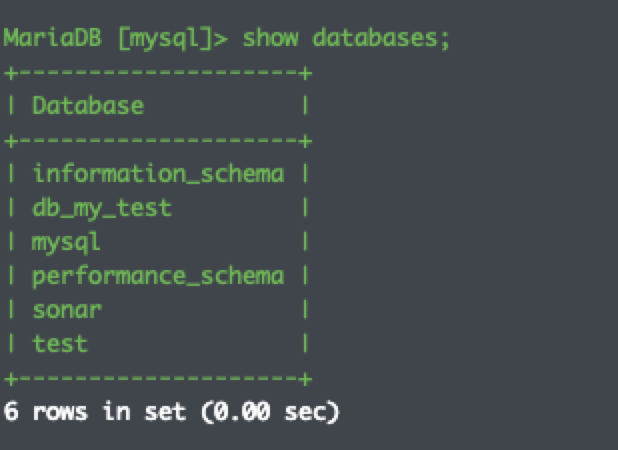 MariaDB [mysql]> show databases;
+--------------------+
| Database           |
+--------------------+
| information_schema |
| db_my_test         |
| mysql              |
| performance_schema |
| sonar              |
| test               |
+--------------------+
6 rows in set (0.00 sec)